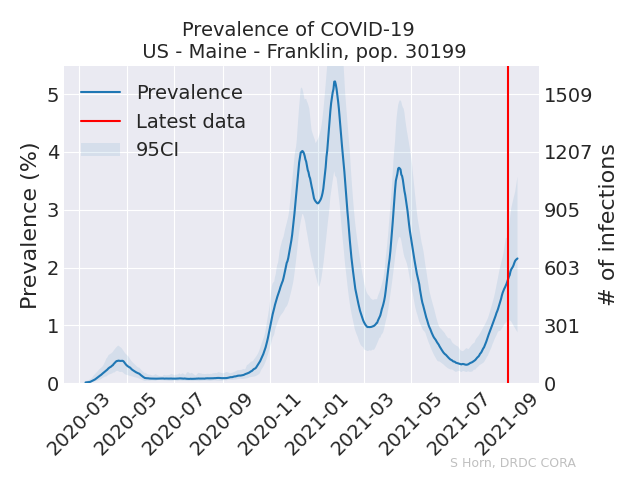 Prevalence of COVID-19
US - Maine - Franklin, pop. 30199
Prevalence
Latest data
95CI
Prevalence (%)
5
4
3
2
1
0
1509
1207
905
603
301
0
# of infections
2020-03
2020-05
2020-07
2020-09
2020-11
2021-01
2021-03
2021-05
2021-07
2021-09
S Horn, DRDC CORA